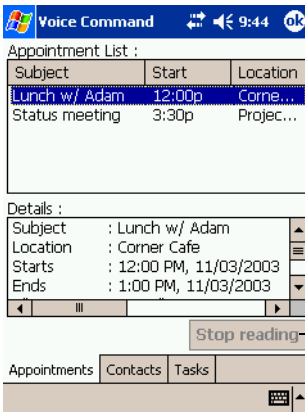 Voice Command 9:44 ok
Appointment List :
Subject Start Location
Lunch w/ Adam 12:00p Corne...
Status meeting 3:30p Projec...
Details :
Subject : Lunch w/ Adam
Location : Corner Cafe
Starts : 12:00 PM, 11/03/2003
Ends : 1:00 PM, 11/03/2003
Stop reading
Appointments Contacts Tasks